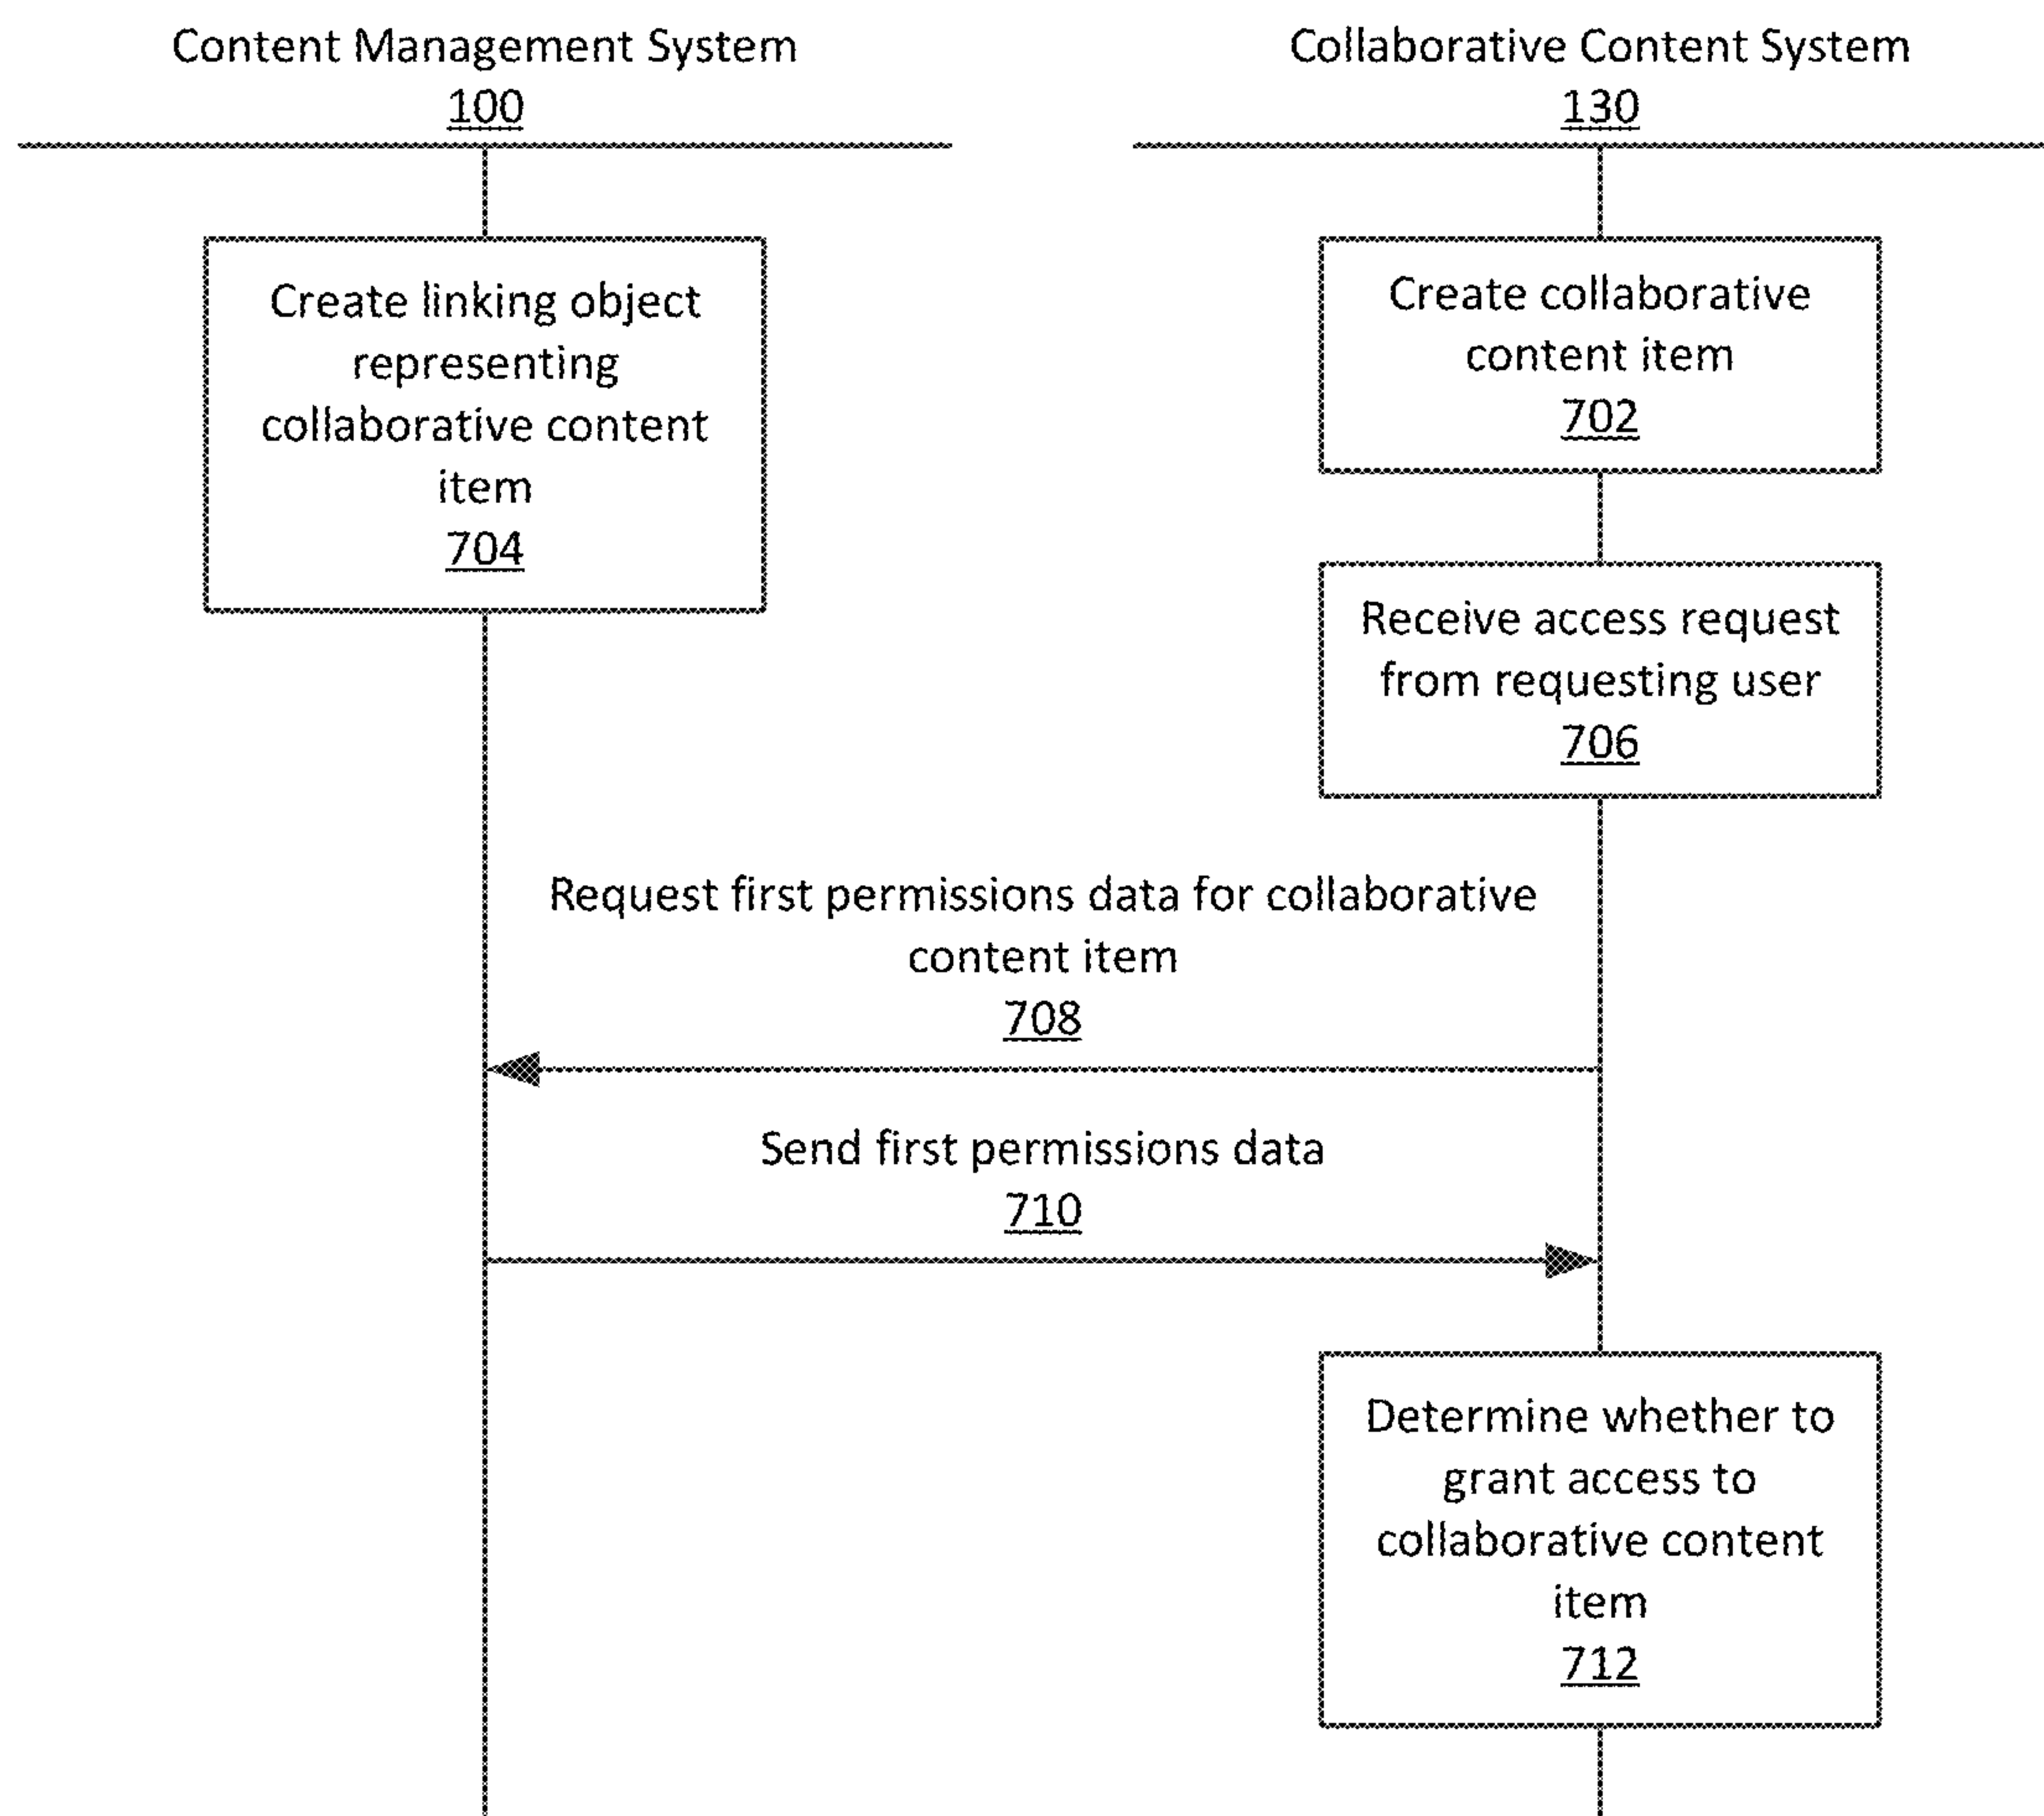 Content Management System
100
Collaborative Content System
130
Create linking object
representing
collaborative content
item
704
Create collaborative
content item
702
Receive access request
from requesting user
706
Request first permissions data for collaborative
content item
708
Send first permissions data
710
Determine whether to
grant access to
collaborative content
item
712